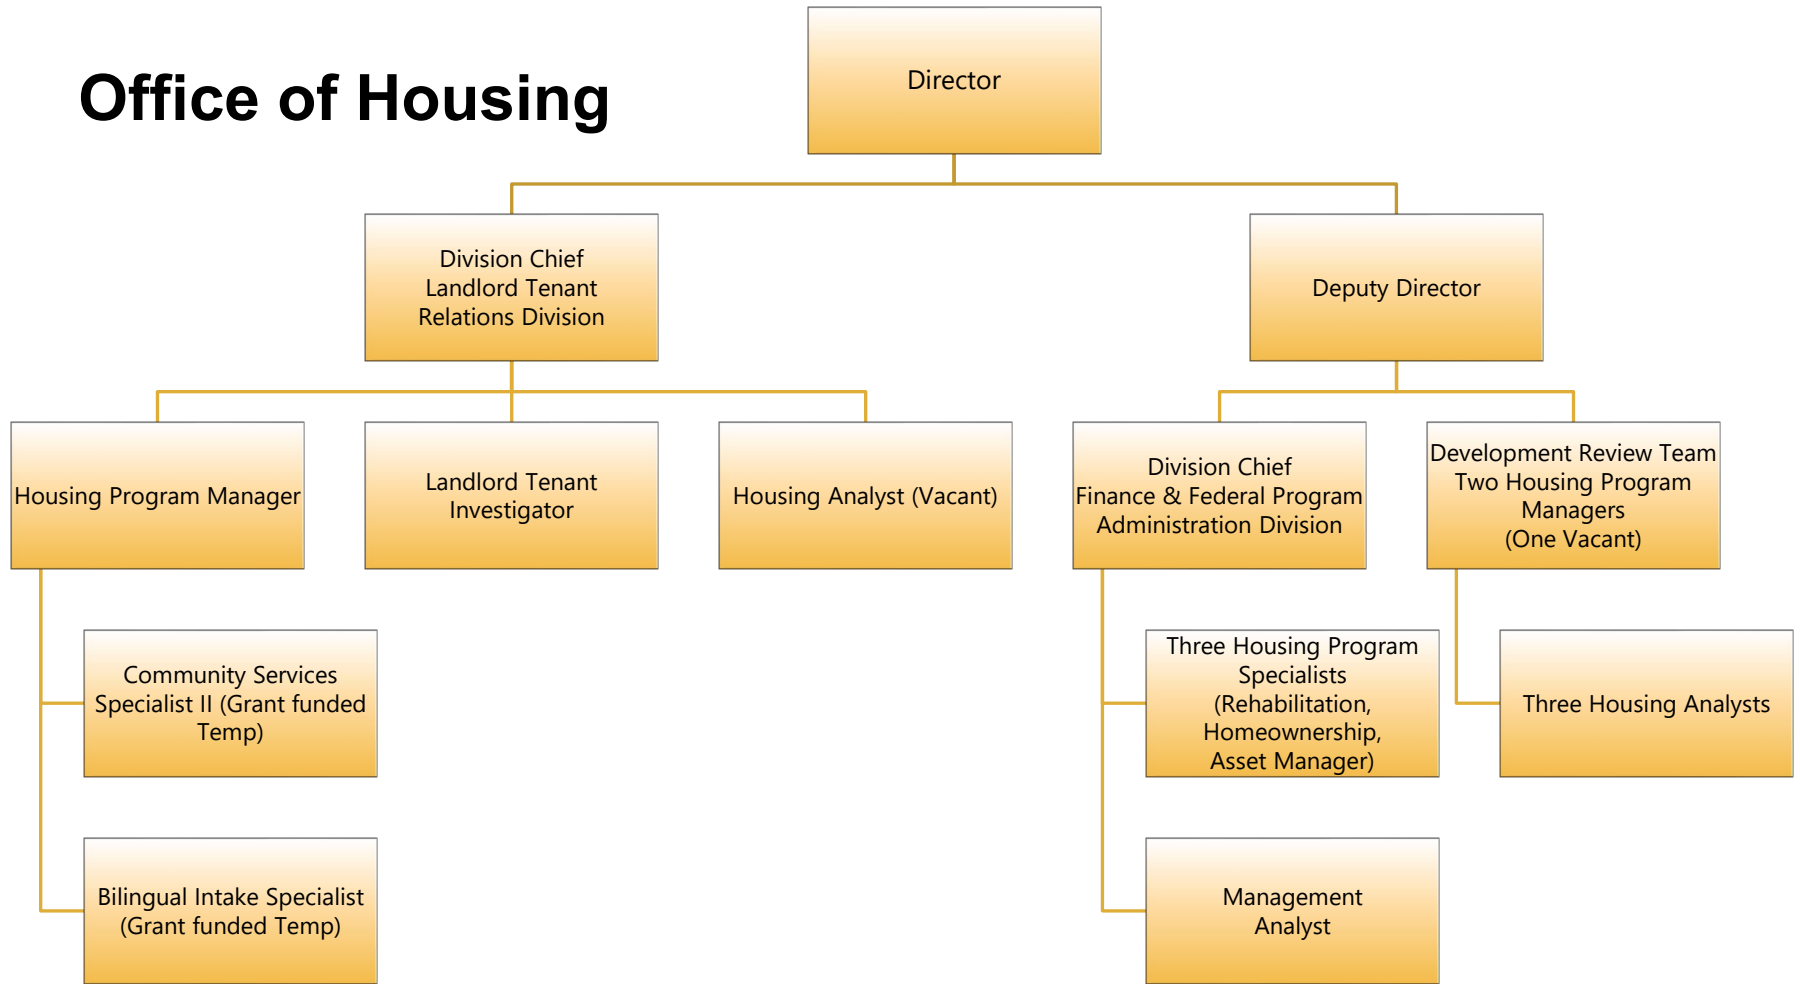 Office of Housing
Director
Division Chief
Landlord Tenant
Relations Division
Deputy Director
Housing Program Manager
Landlord Tenant
Investigator
Housing Analyst (Vacant)
Division Chief
Finance & Federal Program
Administration Division
Development Review Team
Two Housing Program
Managers
(One Vacant)
Community Services
Specialist II (Grant funded
Temp)
Three Housing Program
Specialists
(Rehabilitation,
Homeownership,
Asset Manager)
Three Housing Analysts
Bilingual Intake Specialist
(Grant funded Temp)
Management
Analyst